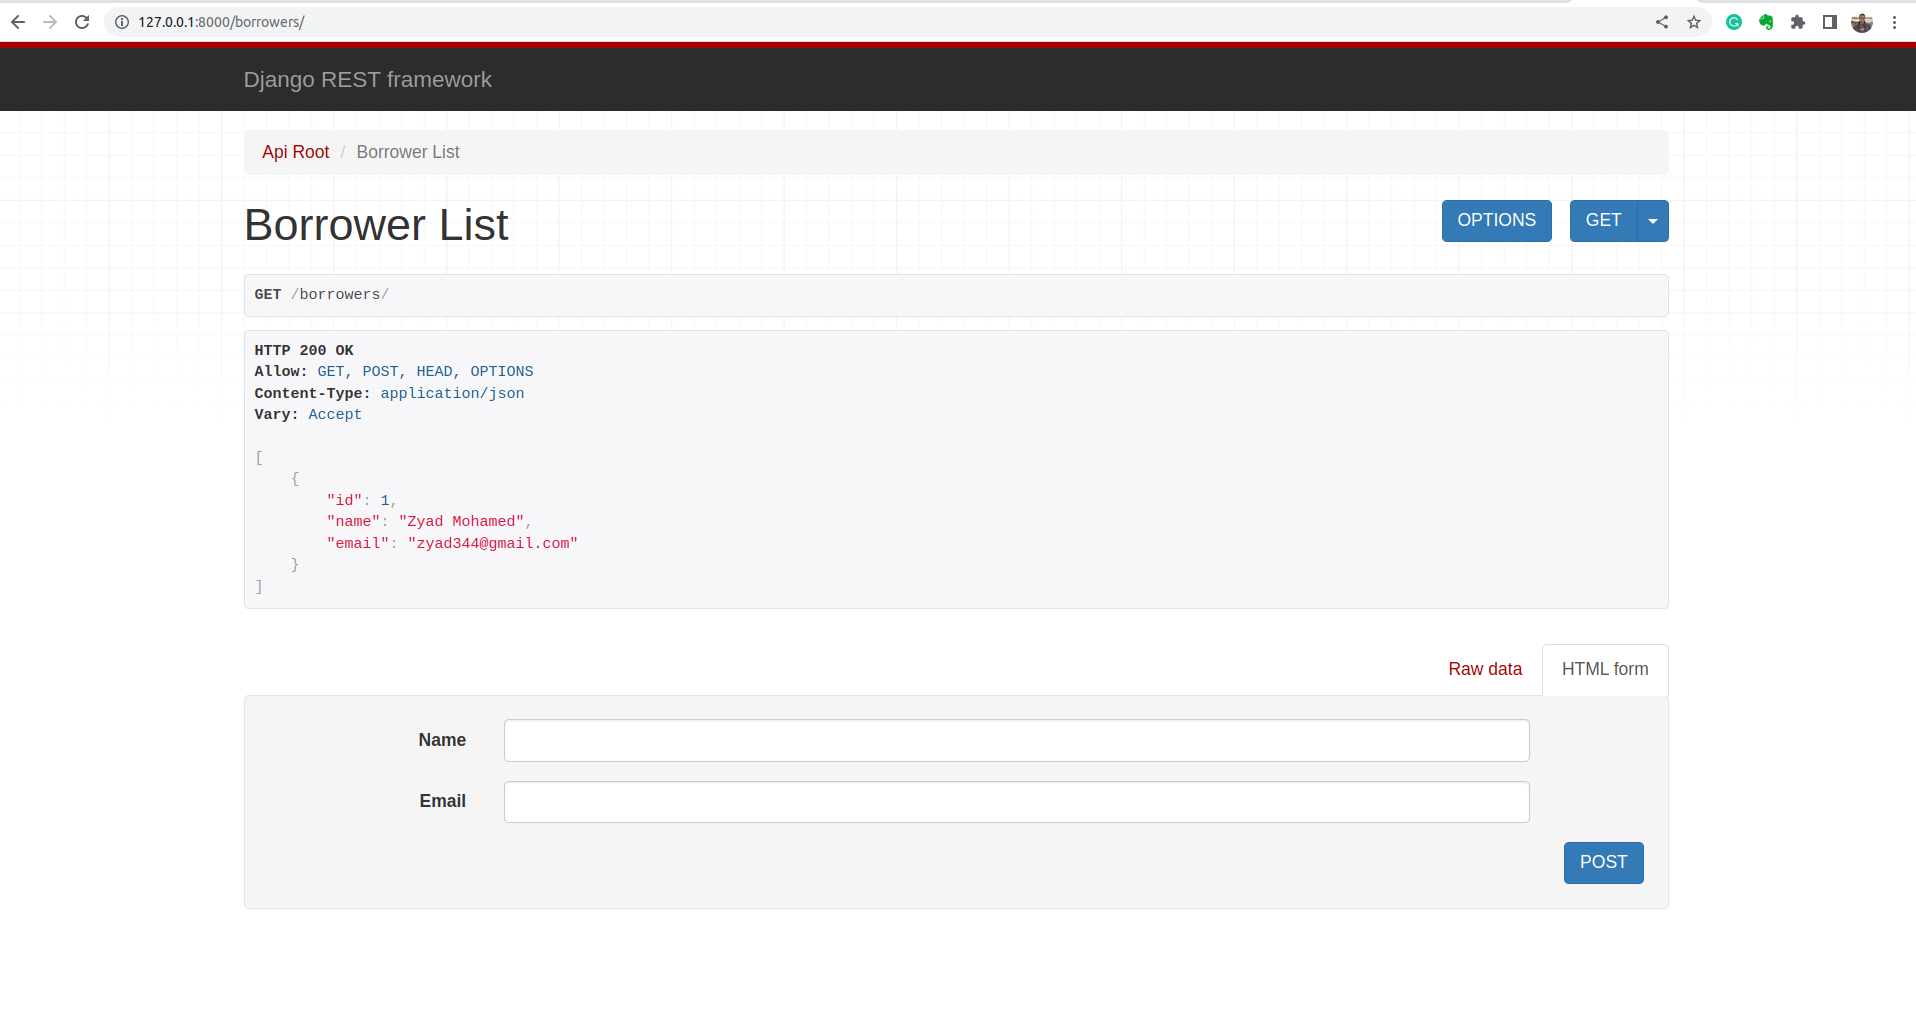 127.0.0.1:8000/borrowers/
Django REST framework
Api Root / Borrower List
Borrower List
OPTIONS
GET
GET /borrowers/
HTTP 200 OK
Allow: GET, POST, HEAD, OPTIONS
Content-Type: application/json
Vary: Accept
[
    {
        "id": 1,
        "name": "Zyad Mohamed",
        "email": "zyad344@gmail.com"
    }
]
Raw data
HTML form
Name
Email
POST